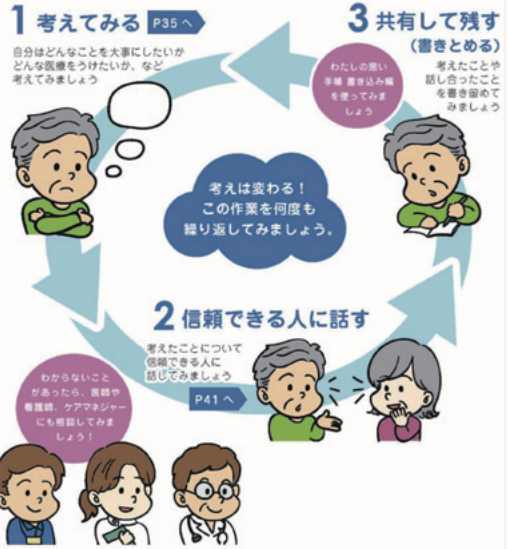 1 考えてみる P35 へ
自分はどんなことを大事にしたいか
どんな医療をうけたいか、など
考えてみましょう
3 共有して残す
（書きとめる）
考えたことや
話し合ったこと
を書き留めて
みましょう
わたしの思い
手帳 書き込み編
を使ってみま
しょう
考えは変わる！
この作業を何度も
繰り返してみましょう。
2 信頼できる人に話す
考えたことについて
信頼できる人に
話してみましょう
P41 へ
わからないこと
があったら、医師や
看護師、ケアマネジャー
にも相談してみま
しょう！